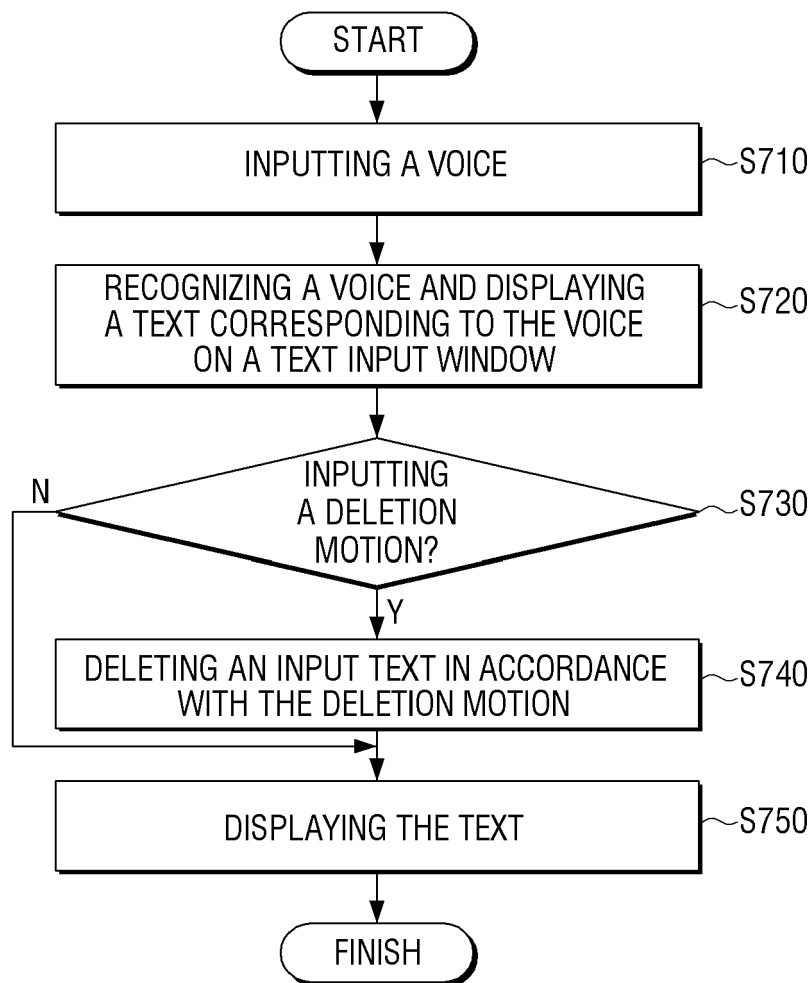 START
INPUTTING A VOICE
S710
RECOGNIZING A VOICE AND DISPLAYING
A TEXT CORRESPONDING TO THE VOICE
ON A TEXT INPUT WINDOW
S720
INPUTTING
A DELETION
MOTION?
S730
N
Y
DELETING AN INPUT TEXT IN ACCORDANCE
WITH THE DELETION MOTION
S740
DISPLAYING THE TEXT
S750
FINISH